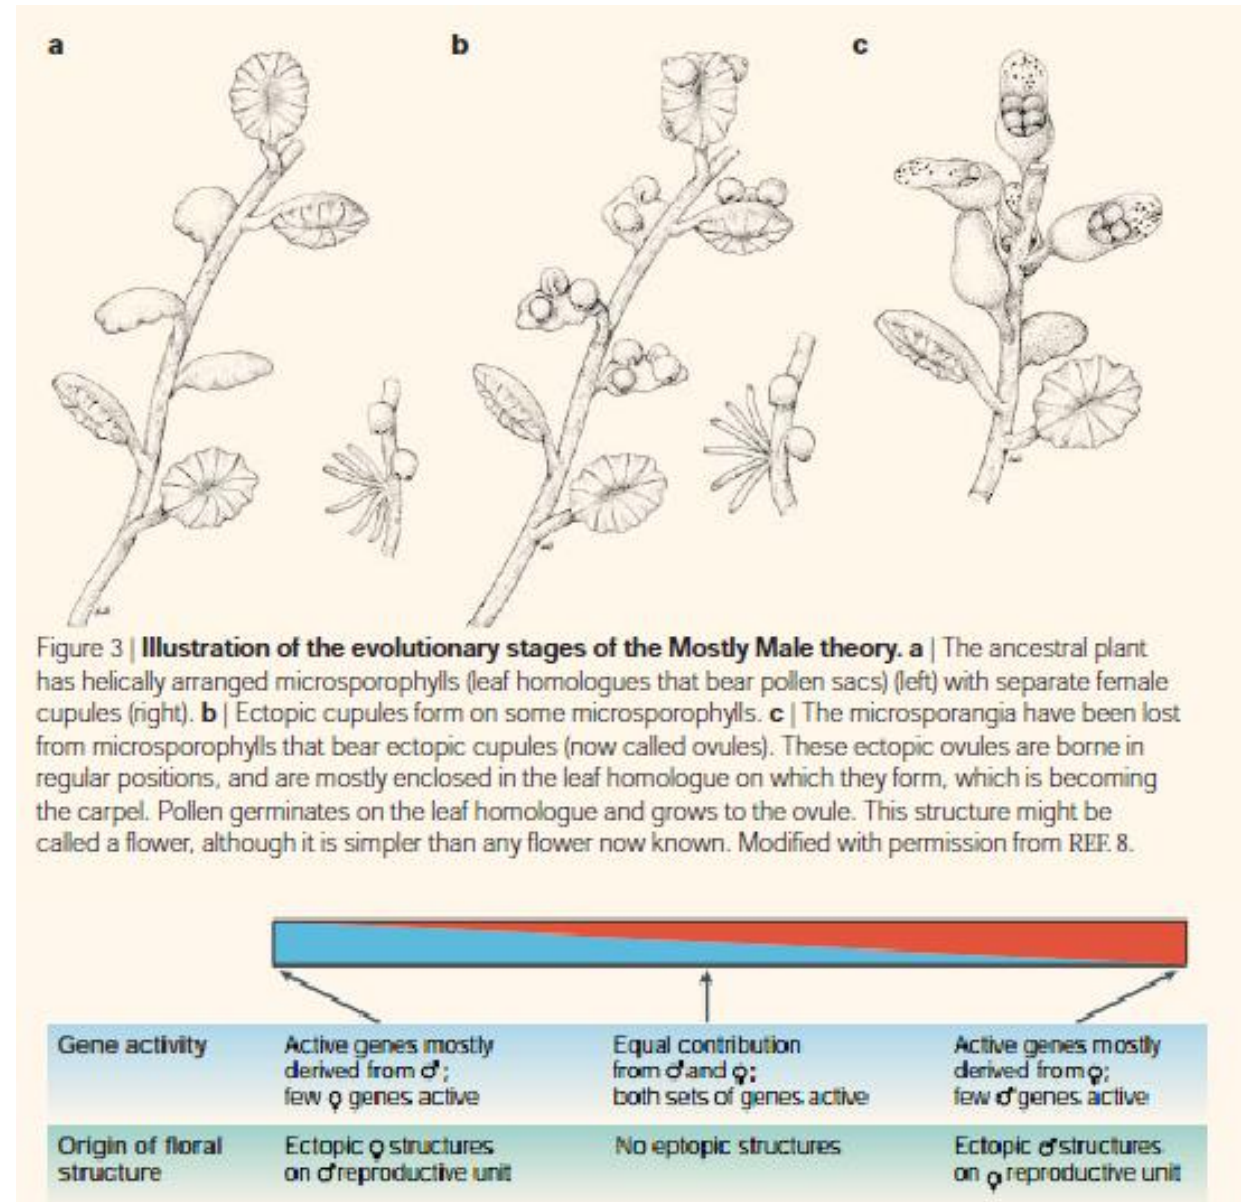 a
b
c
Figure 3 | Illustration of the evolutionary stages of the Mostly Male theory. a | The ancestral plant
has helically arranged microsporophylls (leaf homologues that bear pollen sacs) (left) with separate female
cupules (right). b | Ectopic cupules form on some microsporophylls. c | The microsporangia have been lost
from microsporophylls that bear ectopic cupules (now called ovules). These ectopic ovules are borne in
regular positions, and are mostly enclosed in the leaf homologue on which they form, which is becoming
the carpel. Pollen germinates on the leaf homologue and grows to the ovule. This structure might be
called a flower, although it is simpler than any flower now known. Modified with permission from REF. 8.
Gene activity
Active genes mostly
derived from ♂;
few ♀ genes active
Equal contribution
from ♂ and ♀;
both sets of genes active
Active genes mostly
derived from ♀;
few ♂ genes active
Origin of floral
structure
Ectopic ♀ structures
on ♂ reproductive unit
No eptopic structures
Ectopic ♂ structures
on ♀ reproductive unit